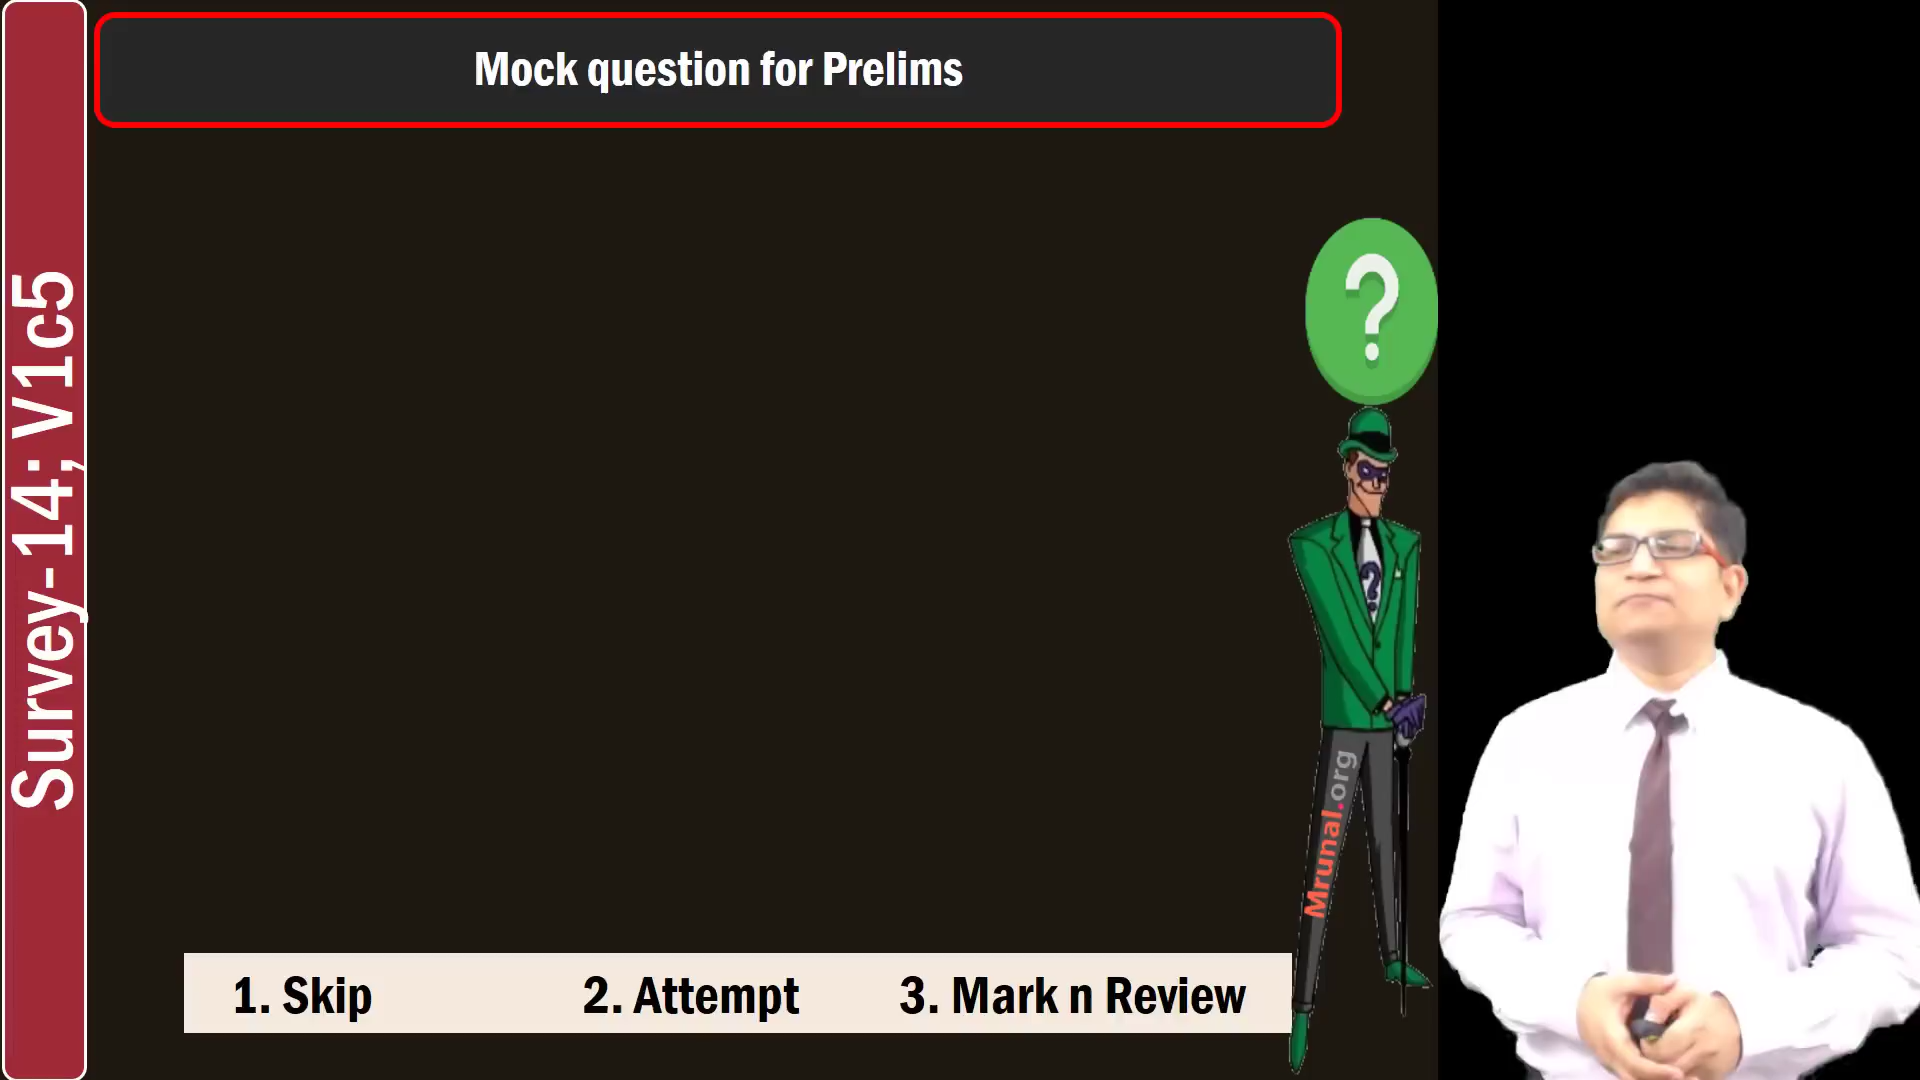 Mock question for Prelims
Survey-14; V1c5
?
?
Mrunal.org
1. Skip 2. Attempt 3. Mark n Review